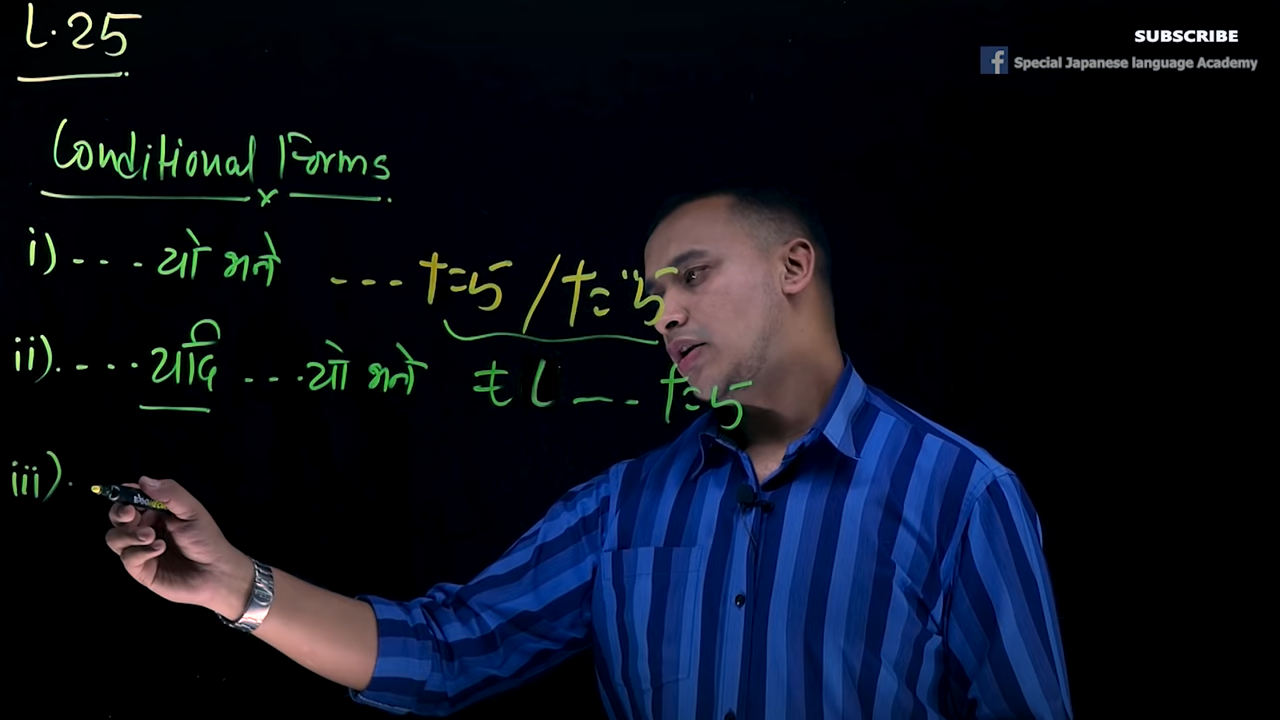 L.25
SUBSCRIBE
Special Japanese language Academy
Conditional Forms
i) - - - यो भने - - - たら / だら
ii). - - - यदि - - - यो भने もし - - - たら
iii).